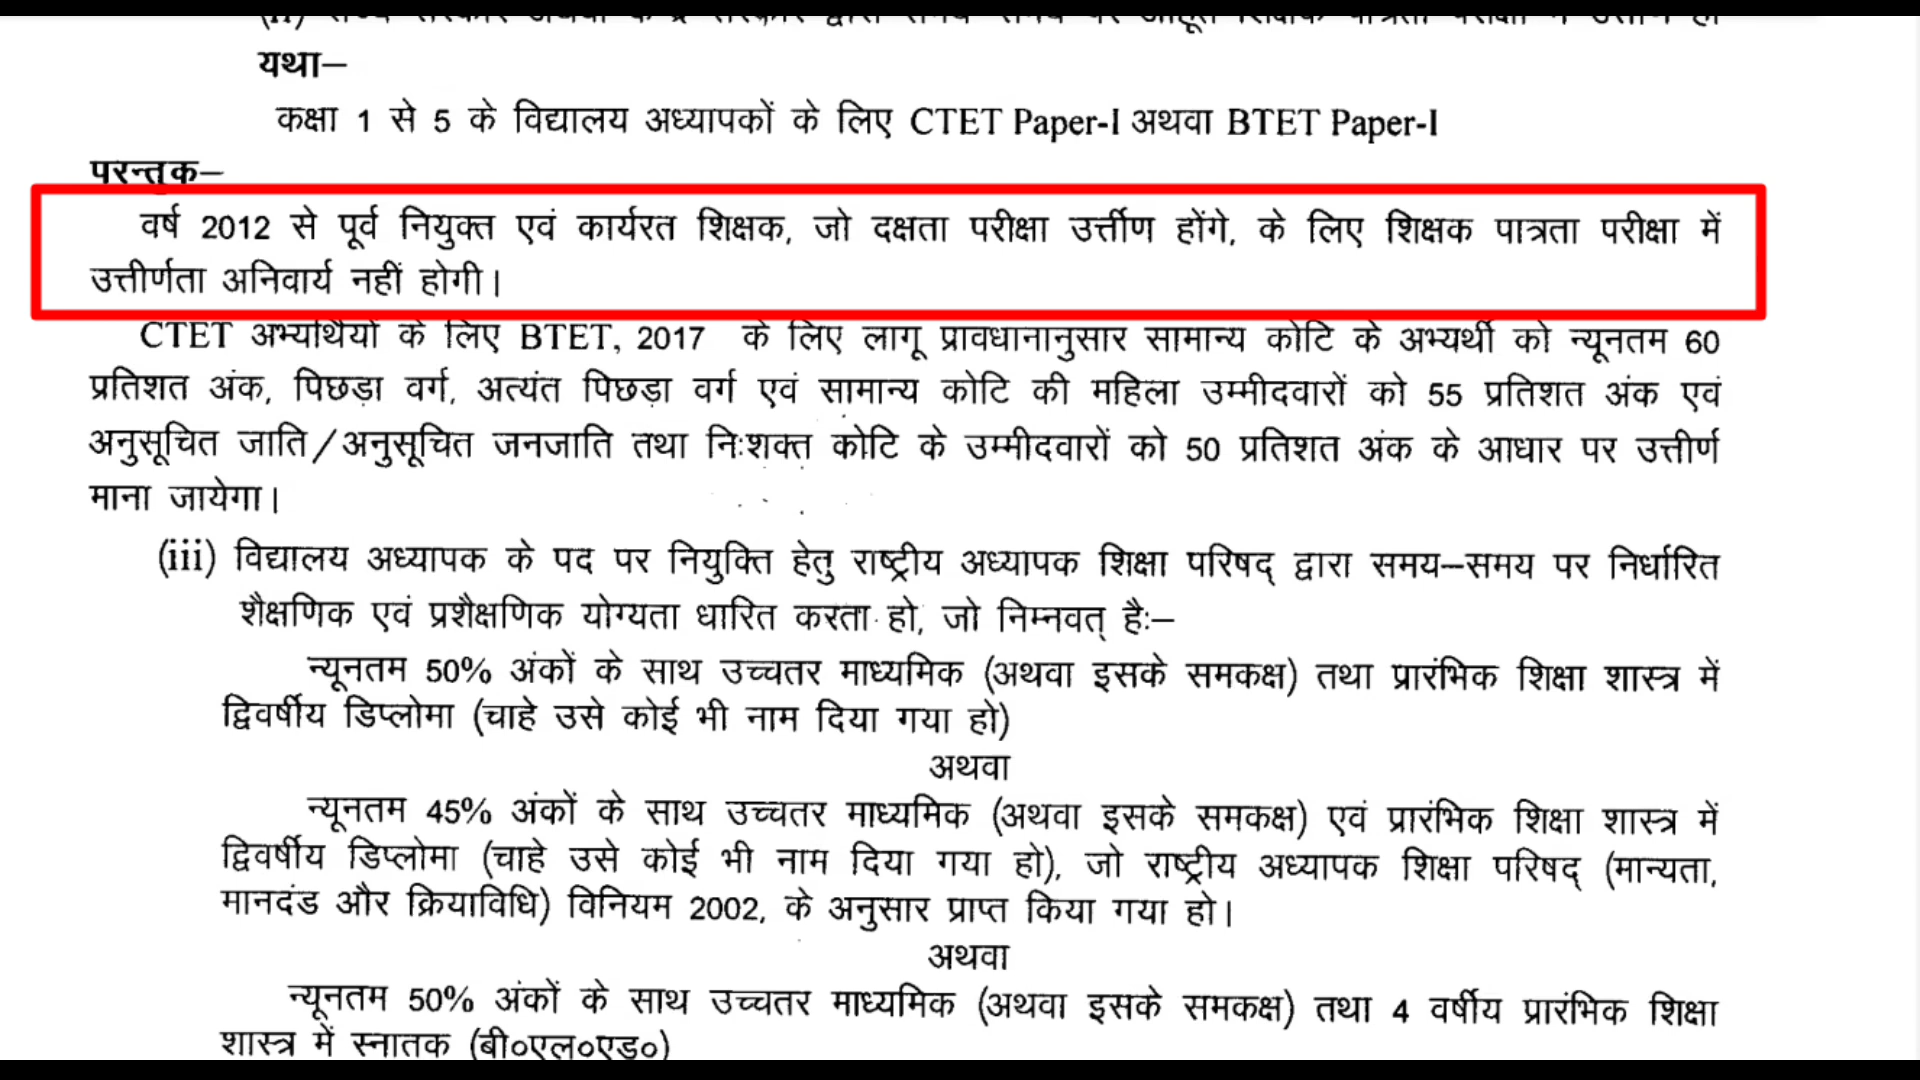 यथा–
कक्षा 1 से 5 के विद्यालय अध्यापकों के लिए CTET Paper-I अथवा BTET Paper-I
परन्तुक–
वर्ष 2012 से पूर्व नियुक्त एवं कार्यरत शिक्षक, जो दक्षता परीक्षा उर्त्तीण होंगे, के लिए शिक्षक पात्रता परीक्षा में
उत्तीर्णता अनिवार्य नहीं होगी।
CTET अभ्यर्थियों के लिए BTET, 2017 के लिए लागू प्रावधानानुसार सामान्य कोटि के अभ्यर्थी को न्यूनतम 60
प्रतिशत अंक, पिछड़ा वर्ग, अत्यंत पिछड़ा वर्ग एवं सामान्य कोटि की महिला उम्मीदवारों को 55 प्रतिशत अंक एवं
अनुसूचित जाति/अनुसूचित जनजाति तथा निःशक्त कोटि के उम्मीदवारों को 50 प्रतिशत अंक के आधार पर उत्तीर्ण
माना जायेगा।
(iii) विद्यालय अध्यापक के पद पर नियुक्ति हेतु राष्ट्रीय अध्यापक शिक्षा परिषद् द्वारा समय–समय पर निर्धारित
शैक्षणिक एवं प्रशैक्षणिक योग्यता धारित करता हो, जो निम्नवत् हैः–
न्यूनतम 50% अंकों के साथ उच्चतर माध्यमिक (अथवा इसके समकक्ष) तथा प्रारंभिक शिक्षा शास्त्र में
द्विवर्षीय डिप्लोमा (चाहे उसे कोई भी नाम दिया गया हो)
अथवा
न्यूनतम 45% अंकों के साथ उच्चतर माध्यमिक (अथवा इसके समकक्ष) एवं प्रारंभिक शिक्षा शास्त्र में
द्विवर्षीय डिप्लोमा (चाहे उसे कोई भी नाम दिया गया हो), जो राष्ट्रीय अध्यापक शिक्षा परिषद् (मान्यता,
मानदंड और क्रियाविधि) विनियम 2002, के अनुसार प्राप्त किया गया हो।
अथवा
न्यूनतम 50% अंकों के साथ उच्चतर माध्यमिक (अथवा इसके समकक्ष) तथा 4 वर्षीय प्रारंभिक शिक्षा
शास्त्र में स्नातक (बी०एल०एड०)